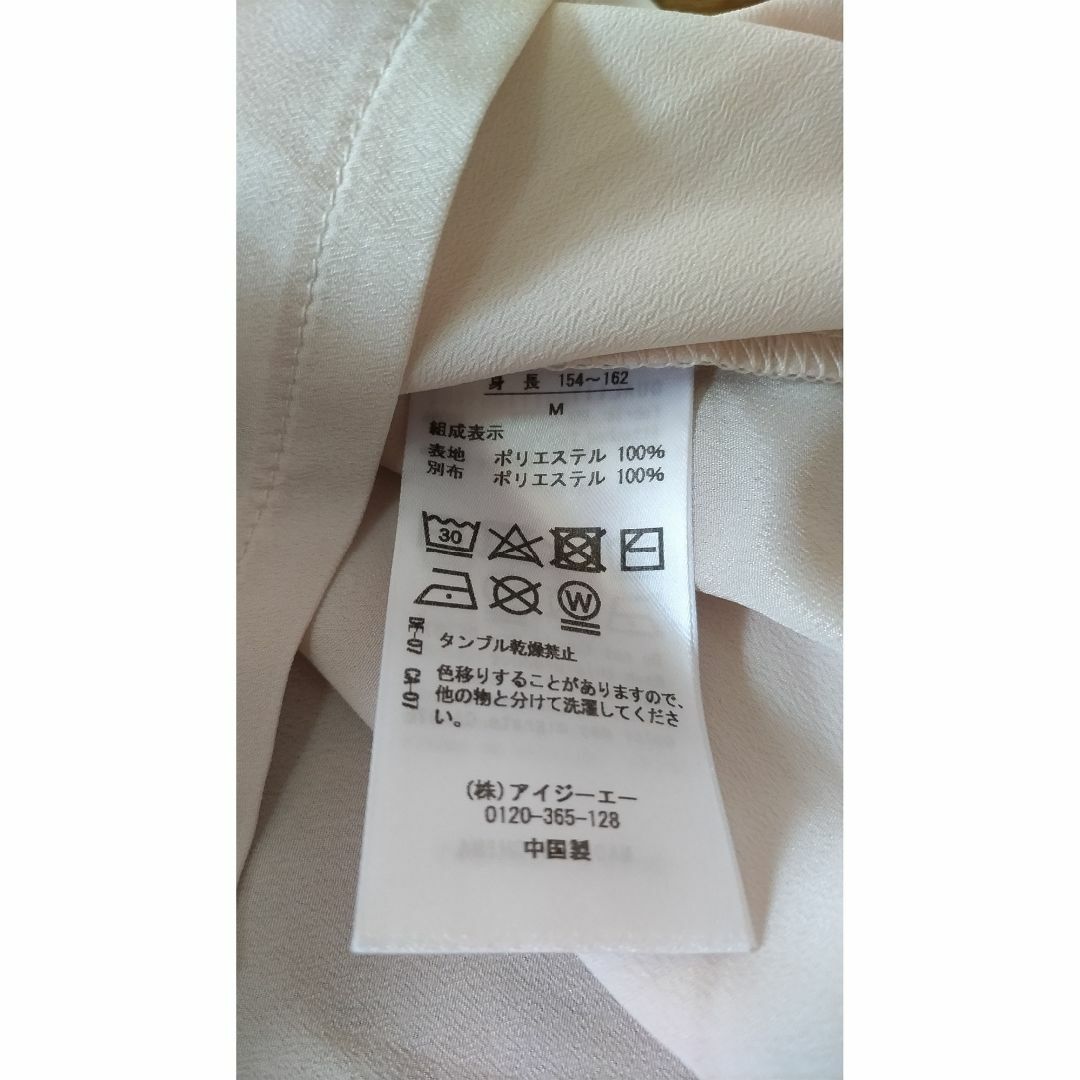 身 長 154～162
M
組成表示
表地 ポリエステル 100%
別布 ポリエステル 100%
30
W
DF-07 タンブル乾燥禁止
CA-07 色移りすることがありますので、
他の物と分けて洗濯してくださ
い。
(株)アイジーエー
0120-365-128
中国製